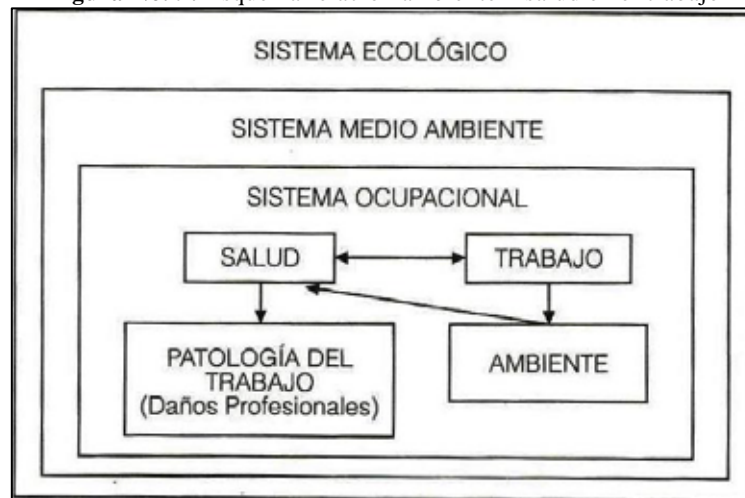 SISTEMA ECOLÓGICO
SISTEMA MEDIO AMBIENTE
SISTEMA OCUPACIONAL
SALUD
TRABAJO
PATOLOGÍA DEL
TRABAJO
(Daños Profesionales)
AMBIENTE